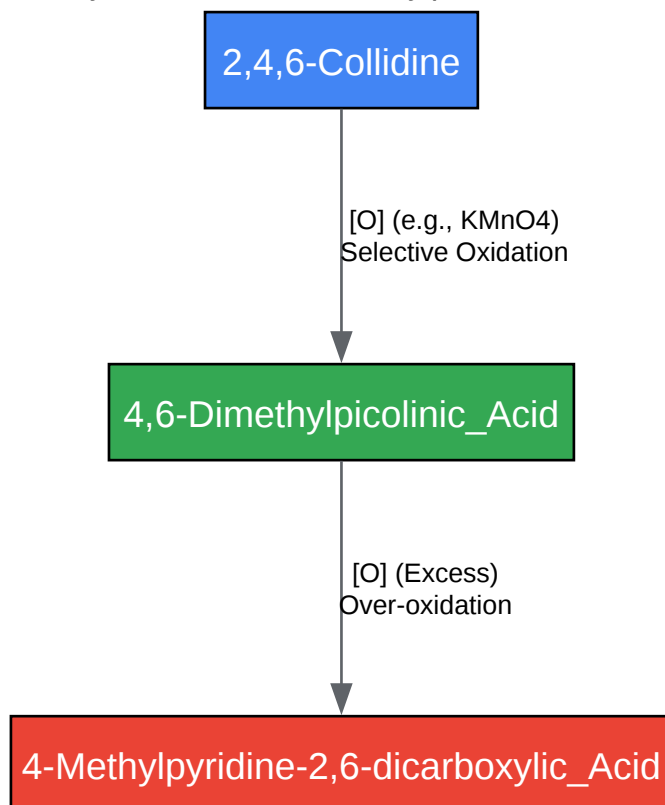 2,4,6-Collidine
[O] (e.g., KMnO4)
Selective Oxidation
4,6-Dimethylpicolinic_Acid
[O] (Excess)
Over-oxidation
4-Methylpyridine-2,6-dicarboxylic_Acid